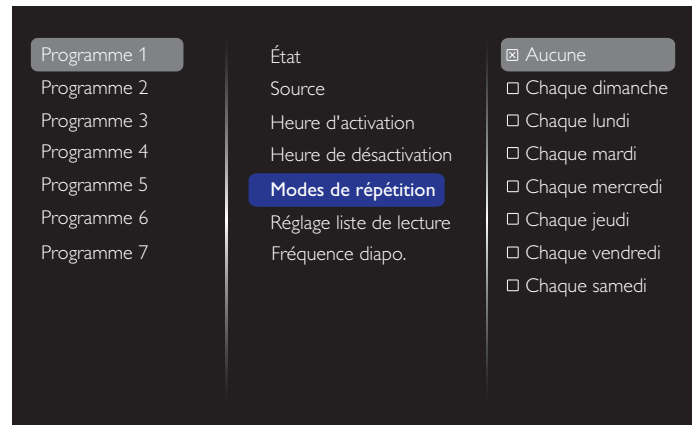 Programme 1
Programme 2
Programme 3
Programme 4
Programme 5
Programme 6
Programme 7
État
Source
Heure d'activation
Heure de désactivation
Modes de répétition
Réglage liste de lecture
Fréquence diapo.
Aucune
Chaque dimanche
Chaque lundi
Chaque mardi
Chaque mercredi
Chaque jeudi
Chaque vendredi
Chaque samedi